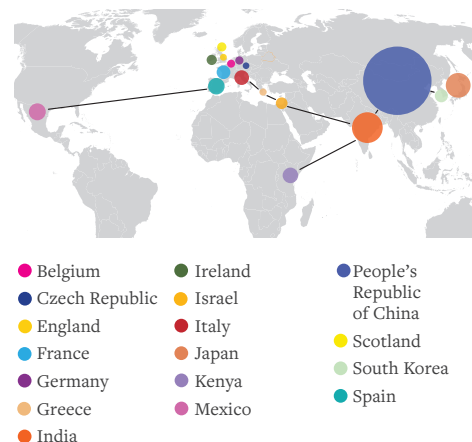 Belgium
Czech Republic
England
France
Germany
Greece
India
Ireland
Israel
Italy
Japan
Kenya
Mexico
People's
Republic
of China
Scotland
South Korea
Spain